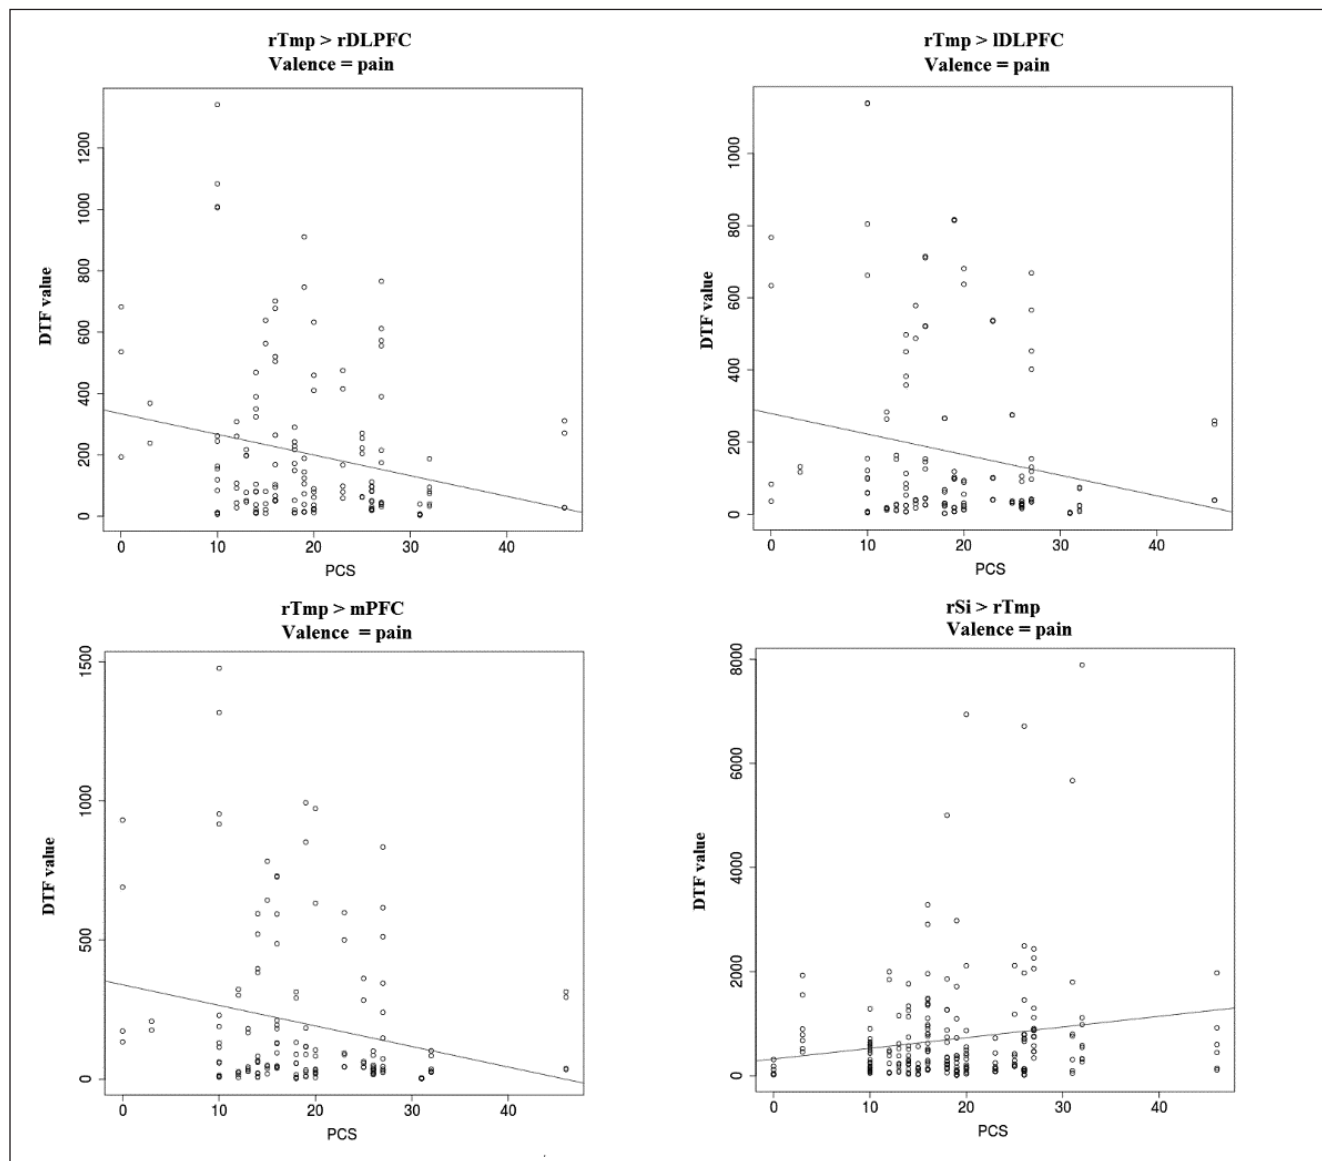 rTmp > rDLPFC
Valence = pain
DTF value
1200
1000
800
600
400
200
0
0 10 20 30 40
PCS
rTmp > lDLPFC
Valence = pain
DTF value
1000
800
600
400
200
0
0 10 20 30 40
PCS
rTmp > mPFC
Valence = pain
DTF value
1500
1000
500
0
0 10 20 30 40
PCS
rSi > rTmp
Valence = pain
DTF value
8000
6000
4000
2000
0
0 10 20 30 40
PCS